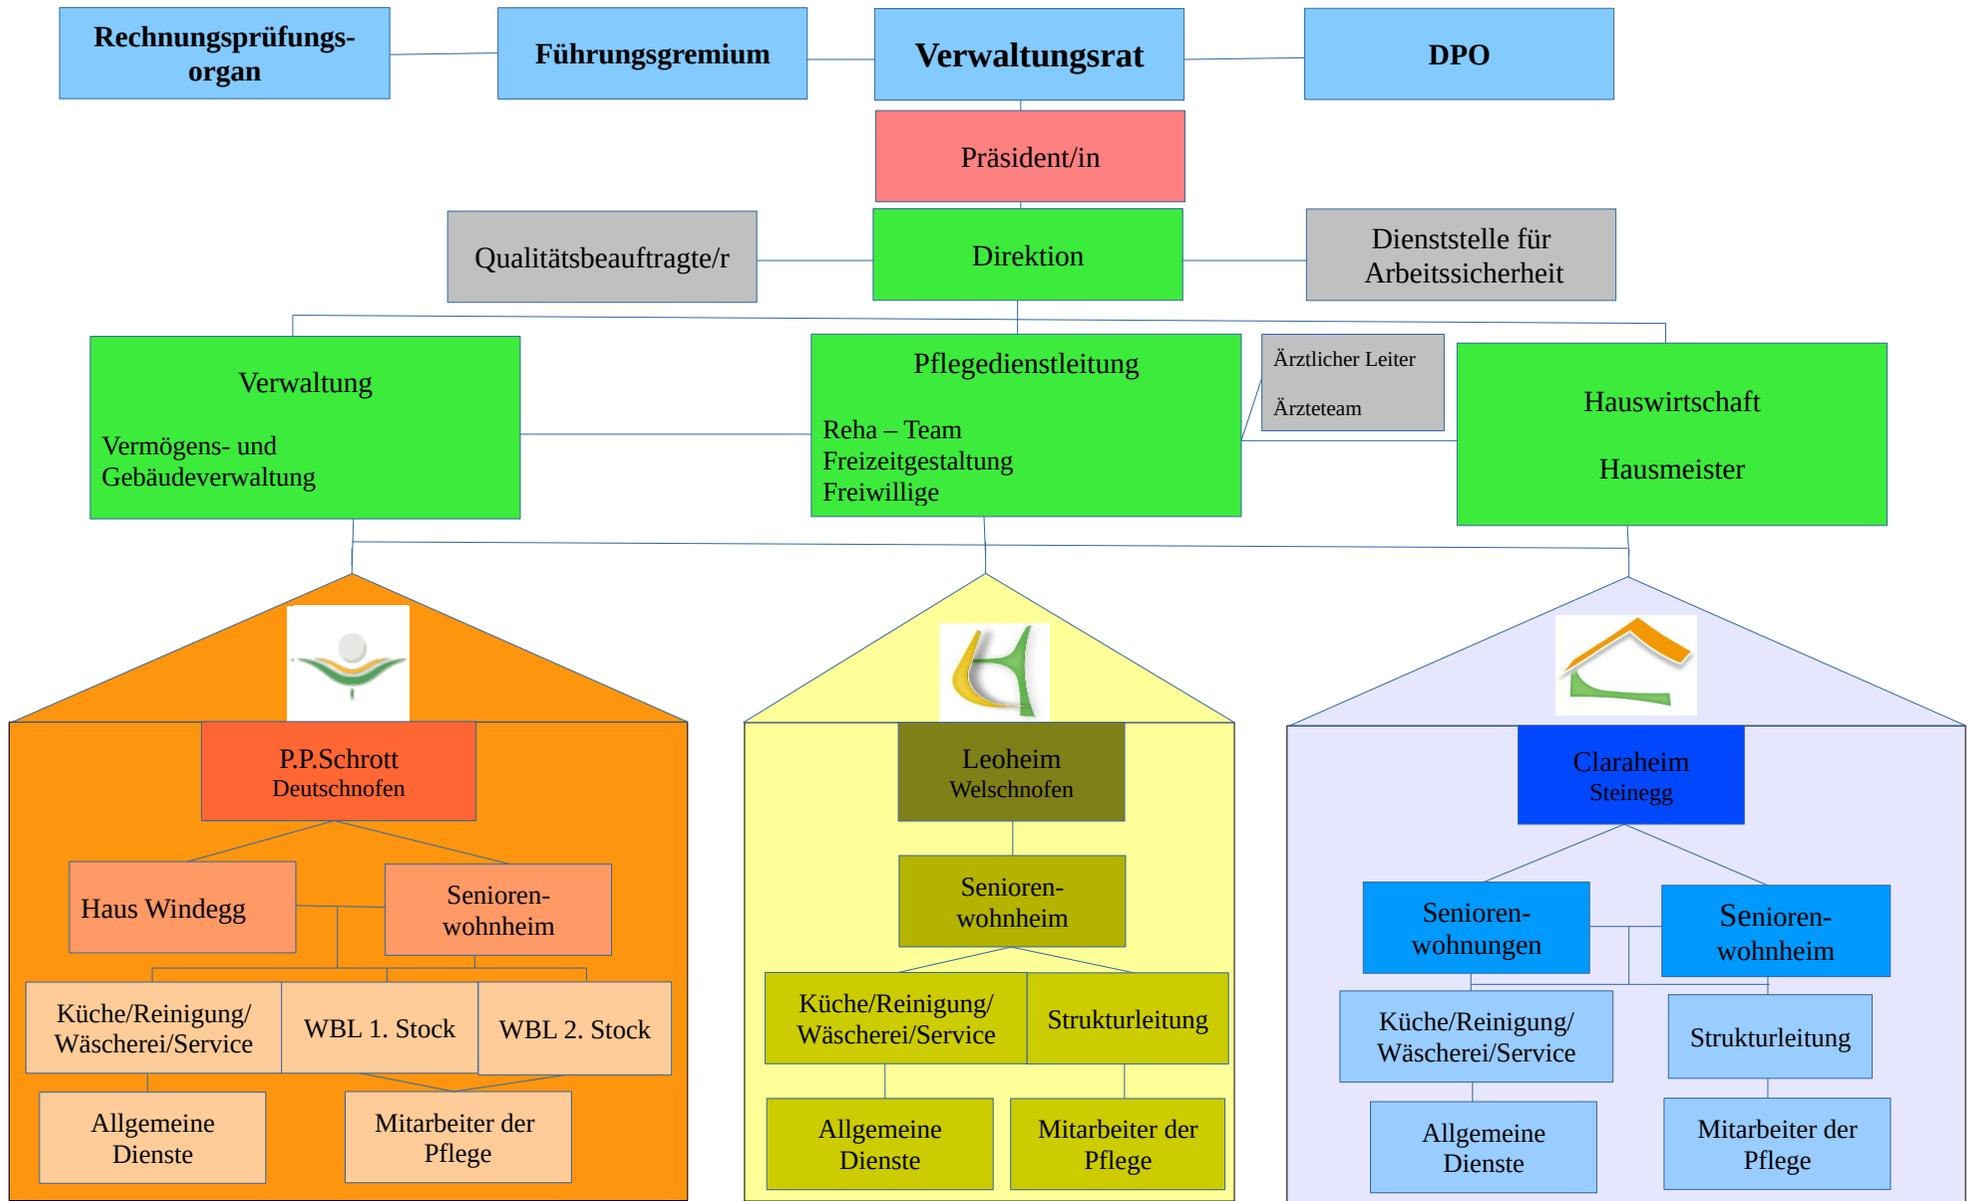 Rechnungsprüfungs-
organ
Führungsgremium
Verwaltungsrat
DPO
Präsident/in
Qualitätsbeauftragte/r
Direktion
Dienststelle für
Arbeitssicherheit
Verwaltung
Vermögens- und
Gebäudeverwaltung
Pflegedienstleitung
Reha – Team
Freizeitgestaltung
Freiwillige
Ärztlicher Leiter
Ärzteteam
Hauswirtschaft
Hausmeister
P.P.Schrott
Deutschnofen
Haus Windegg
Senioren-
wohnheim
Küche/Reinigung/
Wäscherei/Service
WBL 1. Stock
WBL 2. Stock
Allgemeine
Dienste
Mitarbeiter der
Pflege
Leoheim
Welschnofen
Senioren-
wohnheim
Küche/Reinigung/
Wäscherei/Service
Strukturleitung
Allgemeine
Dienste
Mitarbeiter der
Pflege
Claraheim
Steinegg
Senioren-
wohnungen
Senioren-
wohnheim
Küche/Reinigung/
Wäscherei/Service
Strukturleitung
Allgemeine
Dienste
Mitarbeiter der
Pflege